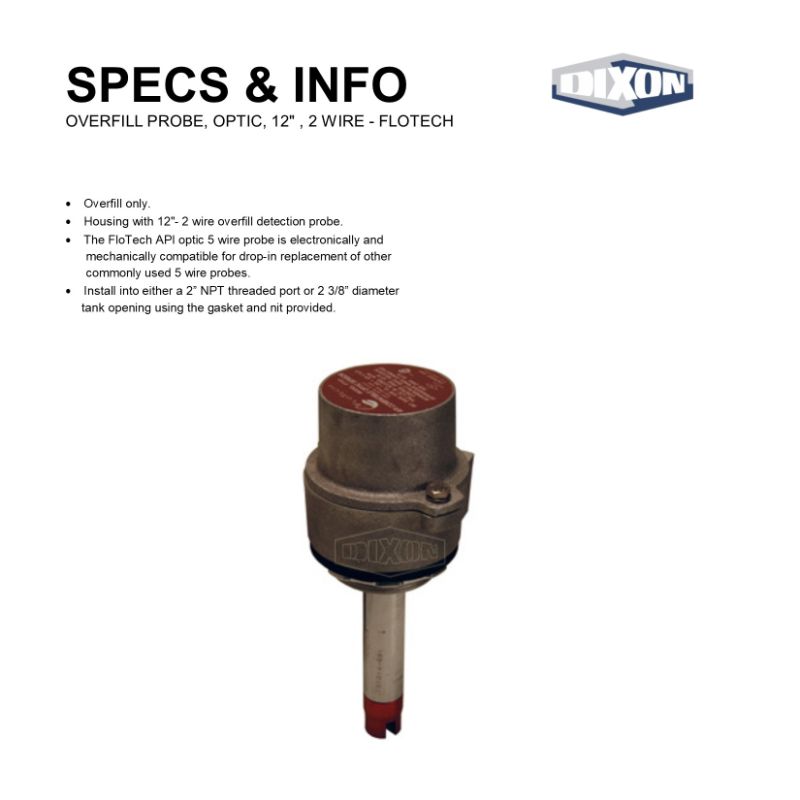 SPECS & INFO
DIXON
OVERFILL PROBE, OPTIC, 12" , 2 WIRE - FLOTECH
• Overfill only.
• Housing with 12"- 2 wire overfill detection probe.
• The FloTech API optic 5 wire probe is electronically and
mechanically compatible for drop-in replacement of other
commonly used 5 wire probes.
• Install into either a 2” NPT threaded port or 2 3/8” diameter
tank opening using the gasket and nit provided.
DIXON